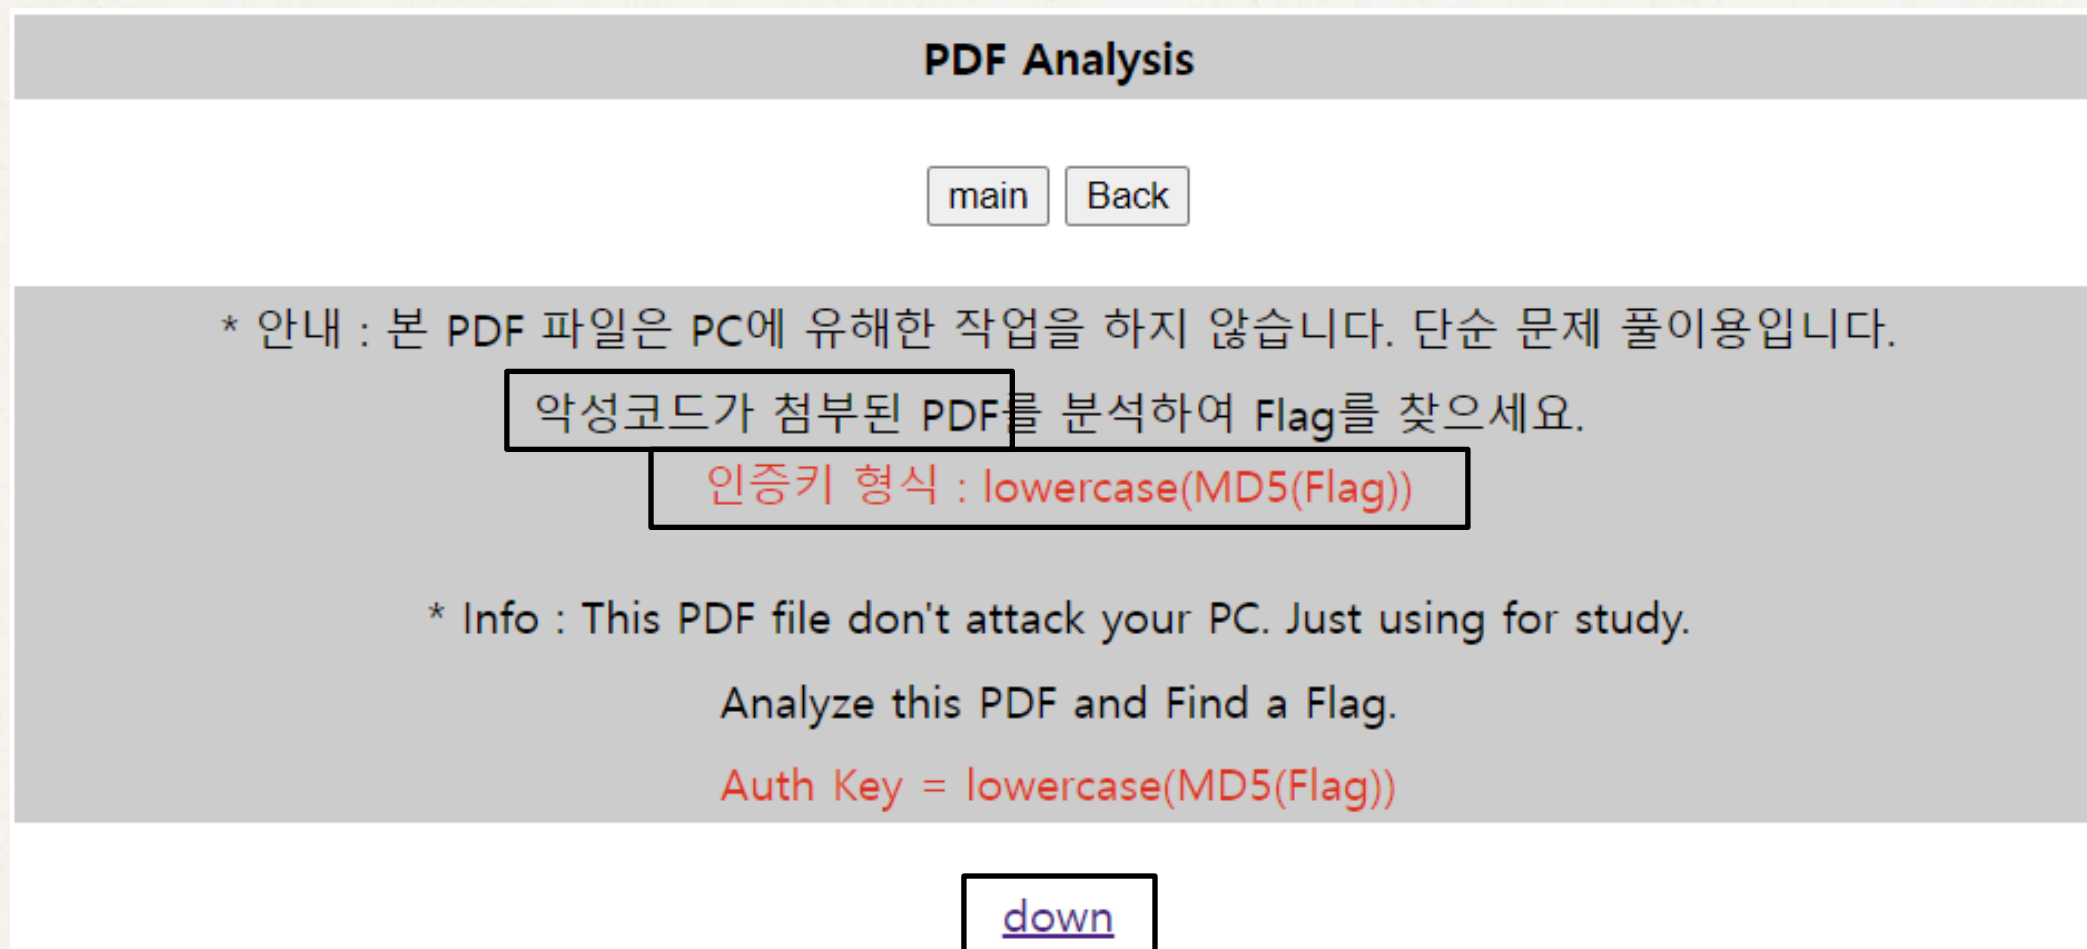 PDF Analysis
main Back
* 안내 : 본 PDF 파일은 PC에 유해한 작업을 하지 않습니다. 단순 문제 풀이용입니다.
악성코드가 첨부된 PDF를 분석하여 Flag를 찾으세요.
인증키 형식 : lowercase(MD5(Flag))
* Info : This PDF file don't attack your PC. Just using for study.
Analyze this PDF and Find a Flag.
Auth Key = lowercase(MD5(Flag))
down